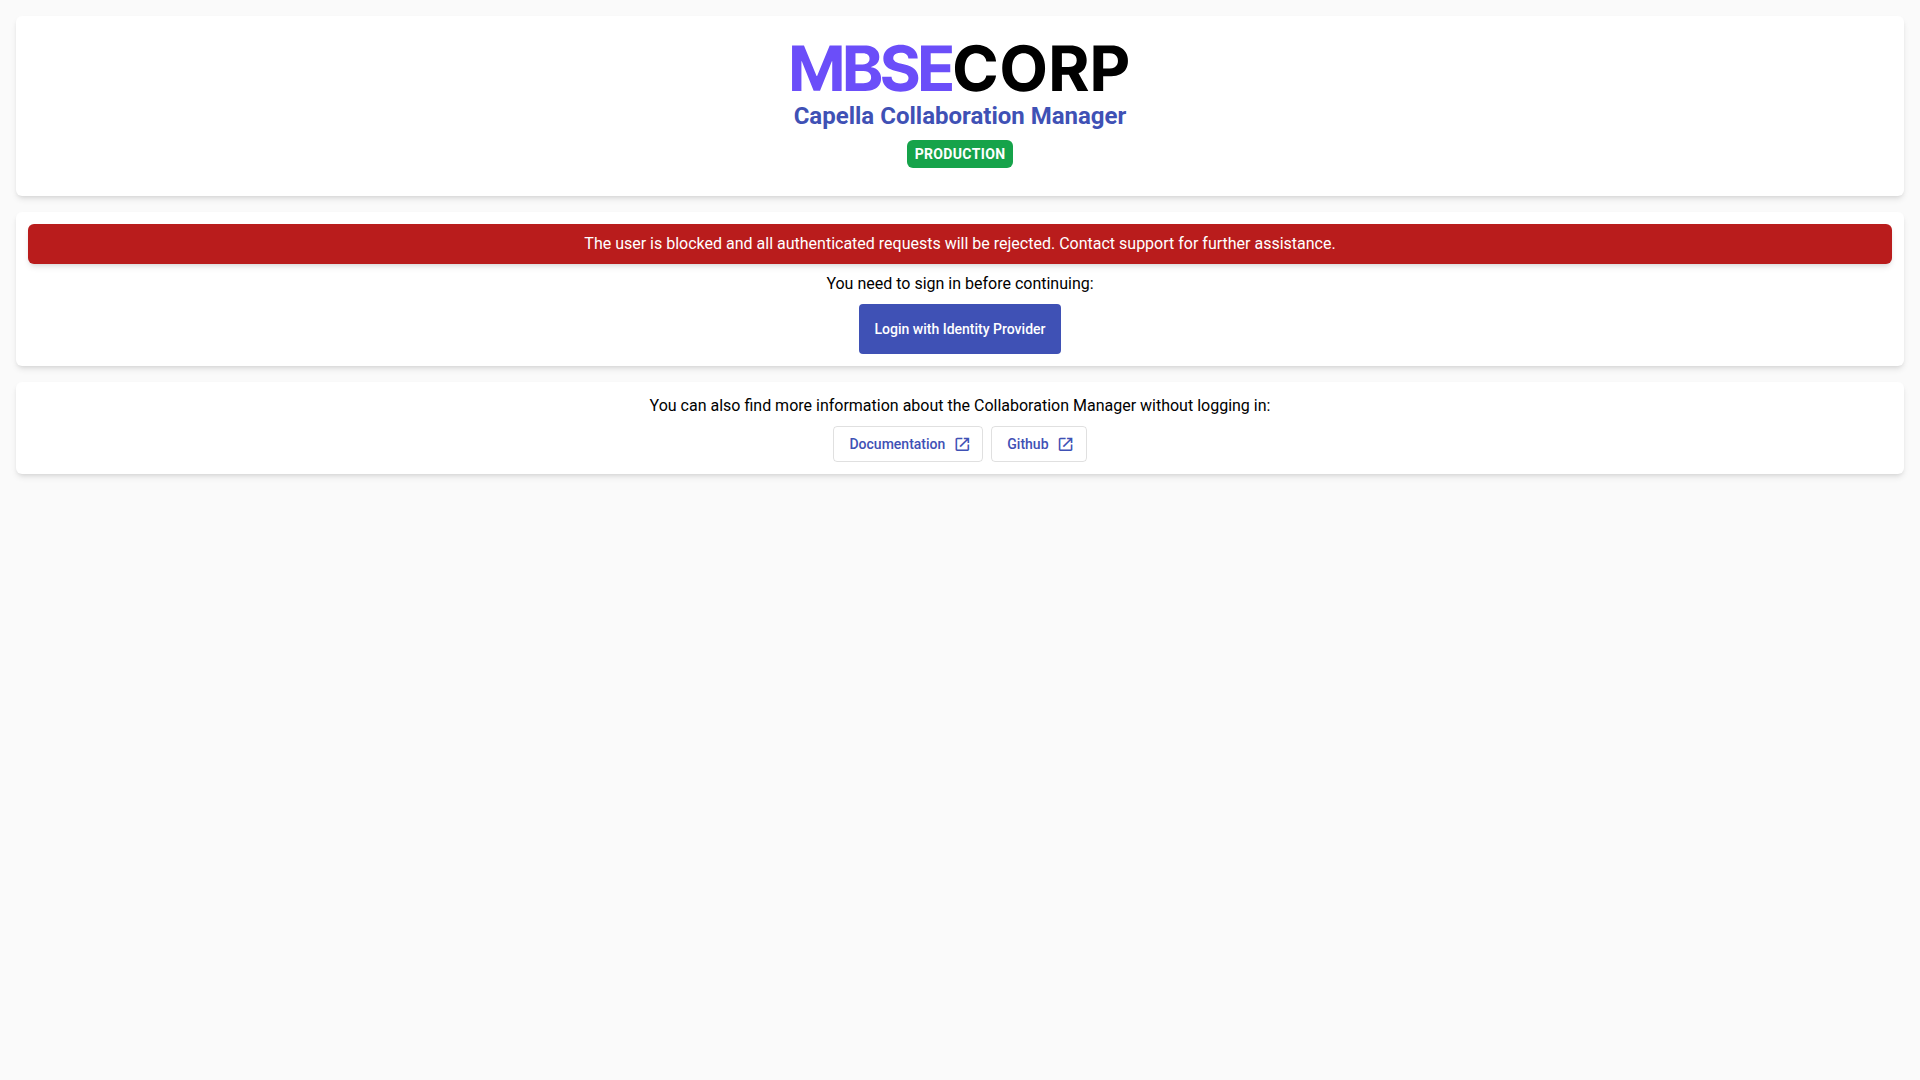 MBSECORP
Capella Collaboration Manager
PRODUCTION
The user is blocked and all authenticated requests will be rejected. Contact support for further assistance.
You need to sign in before continuing:
Login with Identity Provider
You can also find more information about the Collaboration Manager without logging in:
Documentation Github